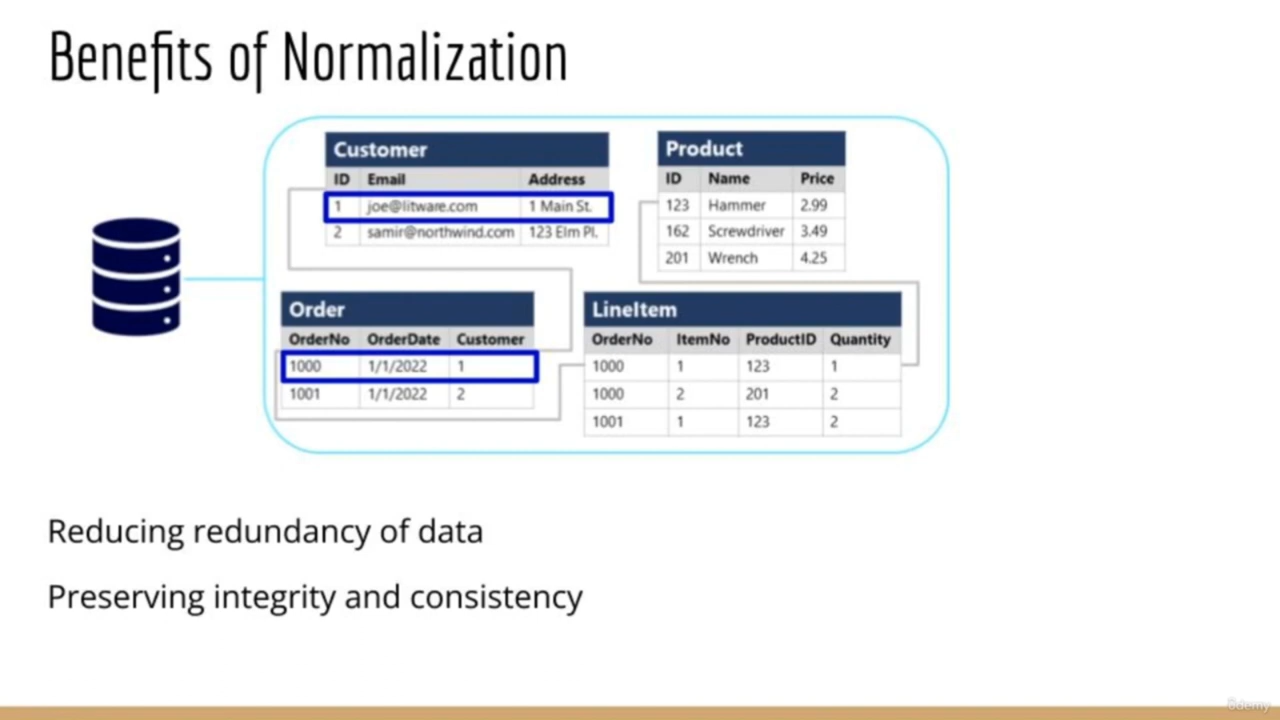 Benefits of Normalization
Customer
ID Email Address
1 joe@litware.com 1 Main St.
2 samir@northwind.com 123 Elm Pl.
Product
ID Name Price
123 Hammer 2.99
162 Screwdriver 3.49
201 Wrench 4.25
Order
OrderNo OrderDate Customer
1000 1/1/2022 1
1001 1/1/2022 2
LineItem
OrderNo ItemNo ProductID Quantity
1000 1 123 1
1000 2 201 2
1001 1 123 2
Reducing redundancy of data
Preserving integrity and consistency
ûdemy